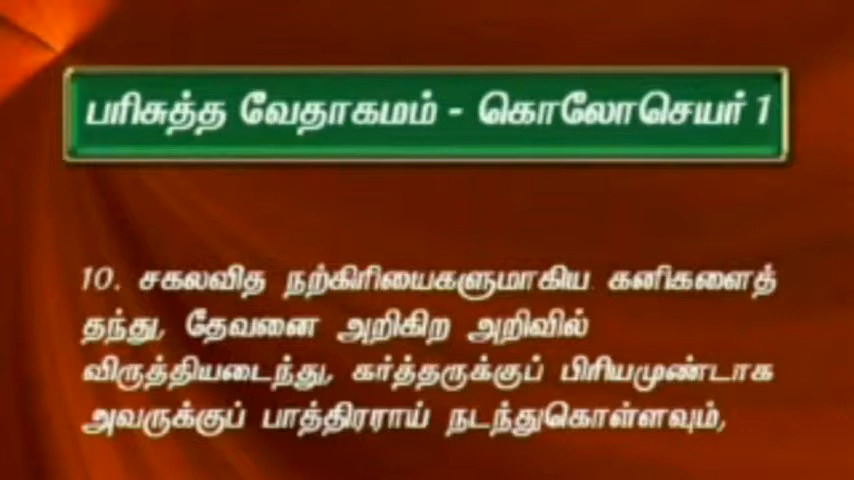 பரிசுத்த வேதாகமம் - கொலோசெயர் 1
10. சகலவித நற்கிரியைகளுமாகிய கனிகளைத்
தந்து, தேவனை அறிகிற அறிவில்
விருத்தியடைந்து, கர்த்தருக்குப் பிரியமுண்டாக
அவருக்குப் பாத்திரராய் நடந்துகொள்ளவும்,